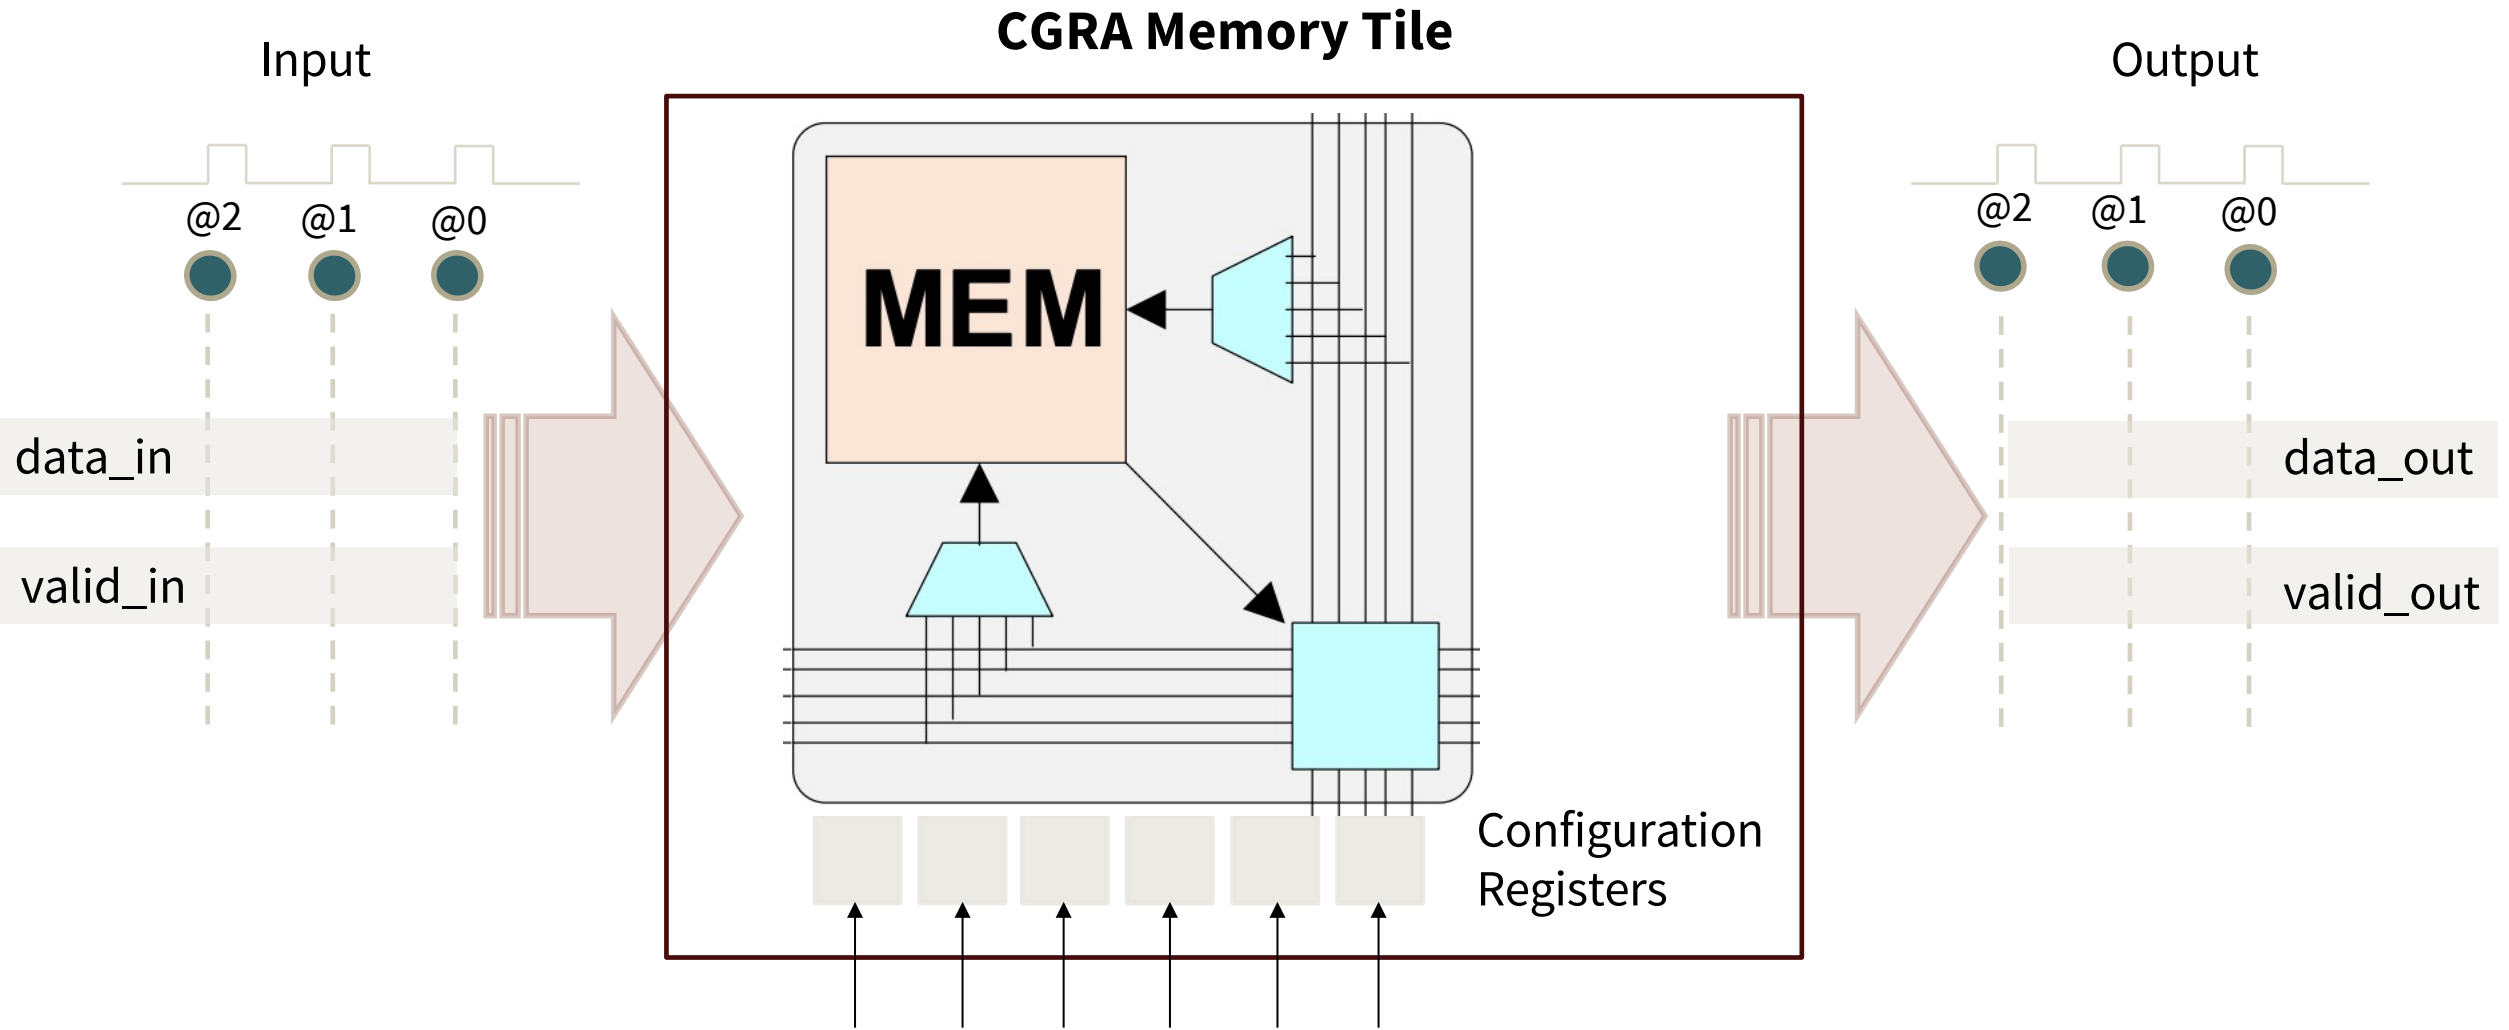 CGRA Memory Tile
Input
Output
@2
@1
@0
@2
@1
@0
MEM
data_in
data_out
valid_in
valid_out
Configuration
Registers